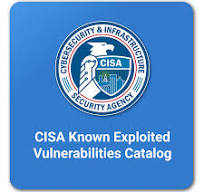 CYBERSECURITY & INFRASTRUCTURE
CISA
SECURITY AGENCY
CISA Known Exploited
Vulnerabilities Catalog